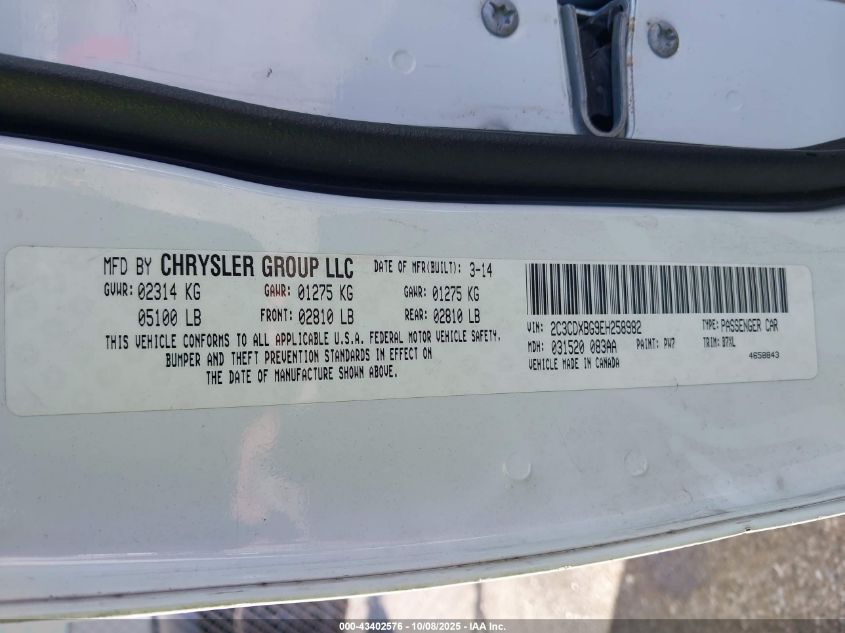 MFD BY CHRYSLER GROUP LLC DATE OF MFR(BUILT): 3-14
GVWR: 02314 KG GAWR: 01275 KG GAWR: 01275 KG
05100 LB FRONT: 02810 LB REAR: 02810 LB
THIS VEHICLE CONFORMS TO ALL APPLICABLE U.S.A. FEDERAL MOTOR VEHICLE SAFETY,
BUMPER AND THEFT PREVENTION STANDARDS IN EFFECT ON
THE DATE OF MANUFACTURE SHOWN ABOVE.
VIN: 2C3CDXBG9EH258982 TYPE: PASSENGER CAR
MDH: 031520 083AA PAINT: PW7 TRIM: B7XL
VEHICLE MADE IN CANADA 4658843
000-43402576 - 10/08/2025 - IAA Inc.